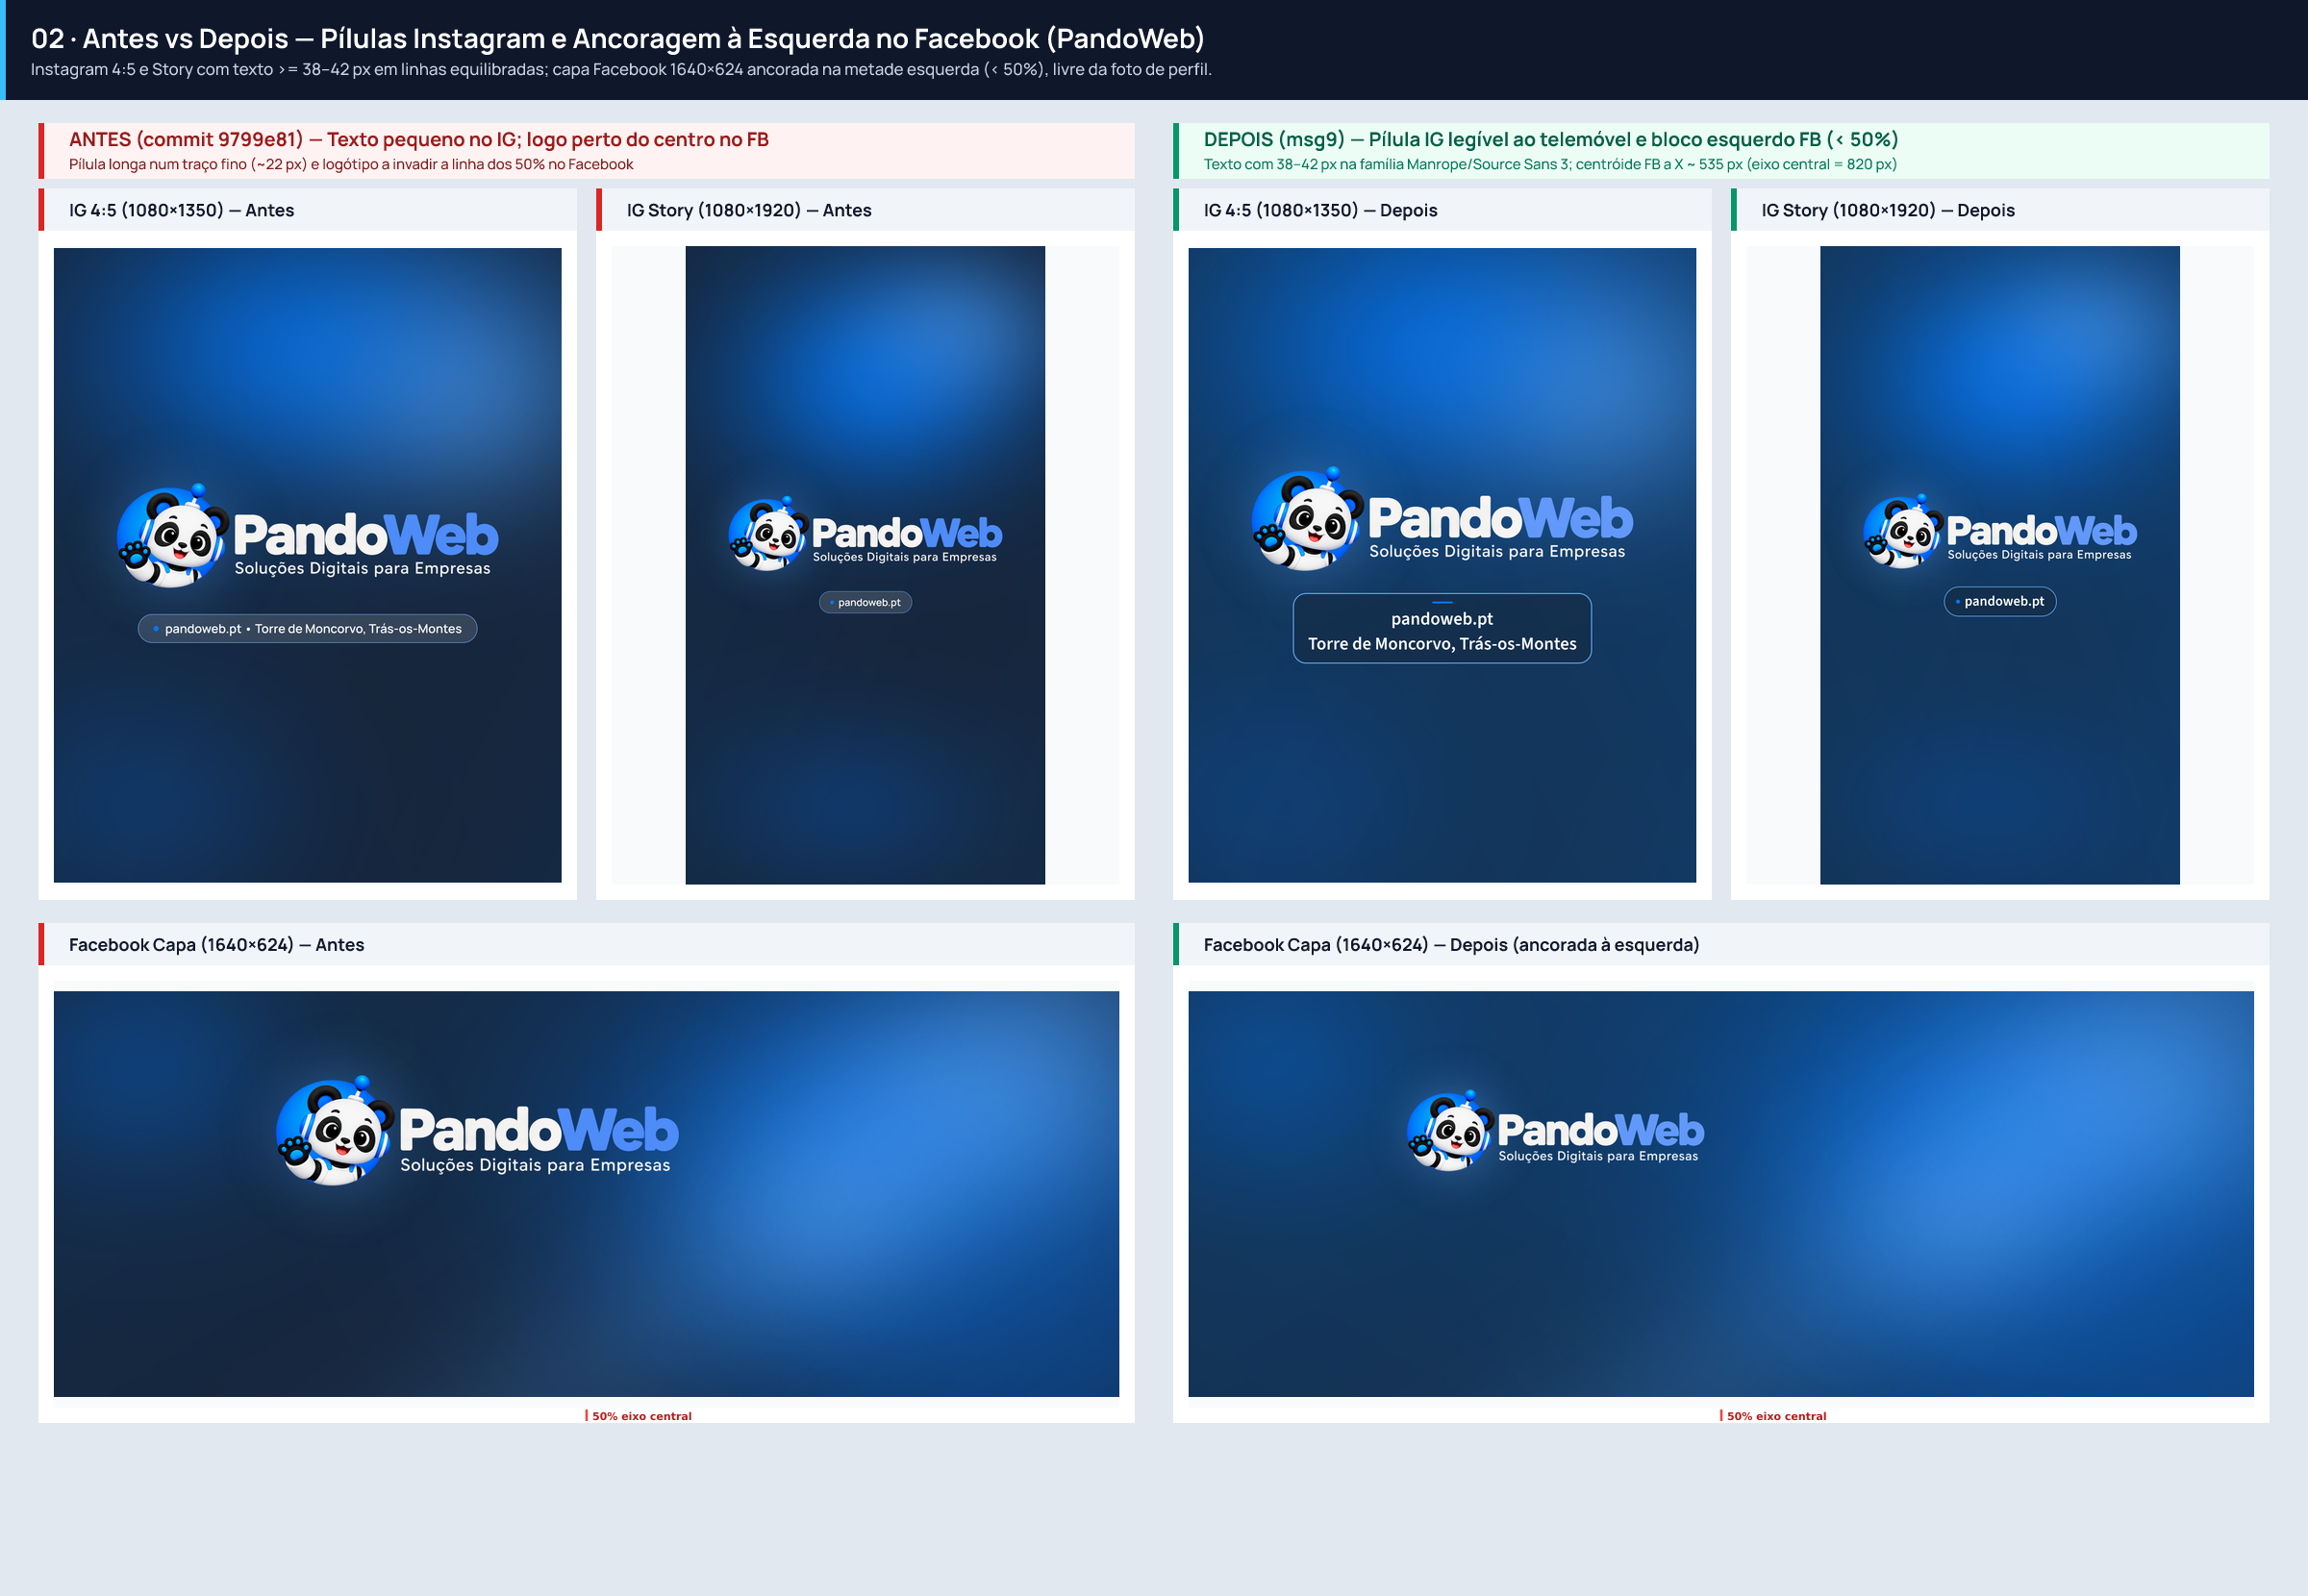 02 · Antes vs Depois — Pílulas Instagram e Ancoragem à Esquerda no Facebook (PandoWeb)
Instagram 4:5 e Story com texto >= 38–42 px em linhas equilibradas; capa Facebook 1640×624 ancorada na metade esquerda (< 50%), livre da foto de perfil.
ANTES (commit 9799e81) — Texto pequeno no IG; logo perto do centro no FB
Pílula longa num traço fino (~22 px) e logótipo a invadir a linha dos 50% no Facebook
DEPOIS (msg9) — Pílula IG legível ao telemóvel e bloco esquerdo FB (< 50%)
Texto com 38–42 px na família Manrope/Source Sans 3; centróide FB a X ~ 535 px (eixo central = 820 px)
IG 4:5 (1080×1350) — Antes
IG Story (1080×1920) — Antes
IG 4:5 (1080×1350) — Depois
IG Story (1080×1920) — Depois
PandoWeb
Soluções Digitais para Empresas
pandoweb.pt • Torre de Moncorvo, Trás-os-Montes
PandoWeb
Soluções Digitais para Empresas
pandoweb.pt
PandoWeb
Soluções Digitais para Empresas
pandoweb.pt
Torre de Moncorvo, Trás-os-Montes
PandoWeb
Soluções Digitais para Empresas
pandoweb.pt
Facebook Capa (1640×624) — Antes
Facebook Capa (1640×624) — Depois (ancorada à esquerda)
PandoWeb
Soluções Digitais para Empresas
PandoWeb
Soluções Digitais para Empresas
50% eixo central
50% eixo central